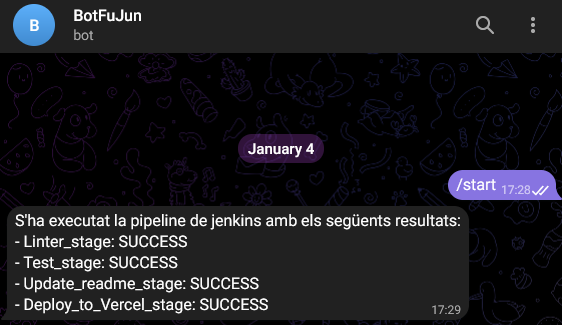 B
BotFuJun
bot
January 4
/start 17:28
S'ha executat la pipeline de jenkins amb els següents resultats:
- Linter_stage: SUCCESS
- Test_stage: SUCCESS
- Update_readme_stage: SUCCESS
- Deploy_to_Vercel_stage: SUCCESS
17:29